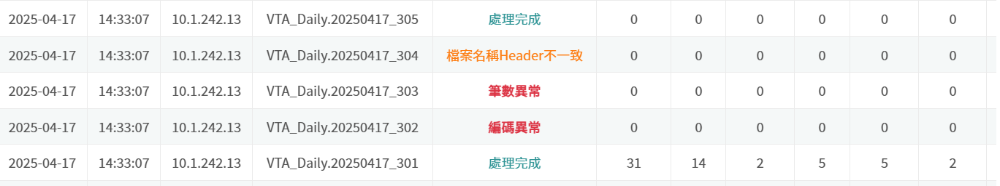 2025-04-17 14:33:07 10.1.242.13 VTA_Daily.20250417_305 處理完成 0 0 0 0 0 0
2025-04-17 14:33:07 10.1.242.13 VTA_Daily.20250417_304 檔案名稱Header不一致 0 0 0 0 0 0
2025-04-17 14:33:07 10.1.242.13 VTA_Daily.20250417_303 筆數異常 0 0 0 0 0 0
2025-04-17 14:33:07 10.1.242.13 VTA_Daily.20250417_302 編碼異常 0 0 0 0 0 0
2025-04-17 14:33:07 10.1.242.13 VTA_Daily.20250417_301 處理完成 31 14 2 5 5 2